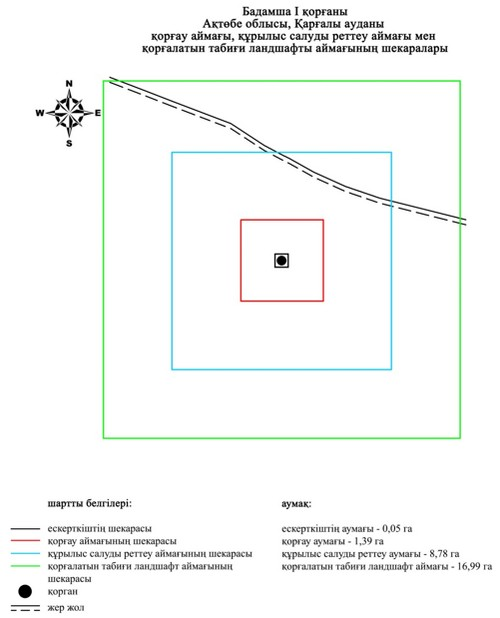 Бадамша I қорғаны
Ақтөбе облысы, Қарғалы ауданы
қорғау аймағы, құрылыс салуды реттеу аймағы мен
қорғалатын табиғи ландшафты аймағының шекаралары
N
W E
S
шартты белгілері:
ескерткіштің шекарасы
қорғау аймағының шекарасы
құрылыс салуды реттеу аймағының шекарасы
қорғалатын табиғи ландшафт аймағының
шекарасы
қорған
жер жол
аумақ:
ескерткіштің аумағы - 0,05 га
қорғау аумағы - 1,39 га
құрылыс салуды реттеу аумағы - 8,78 га
қорғалатын табиғи ландшафт аймағы - 16,99 га